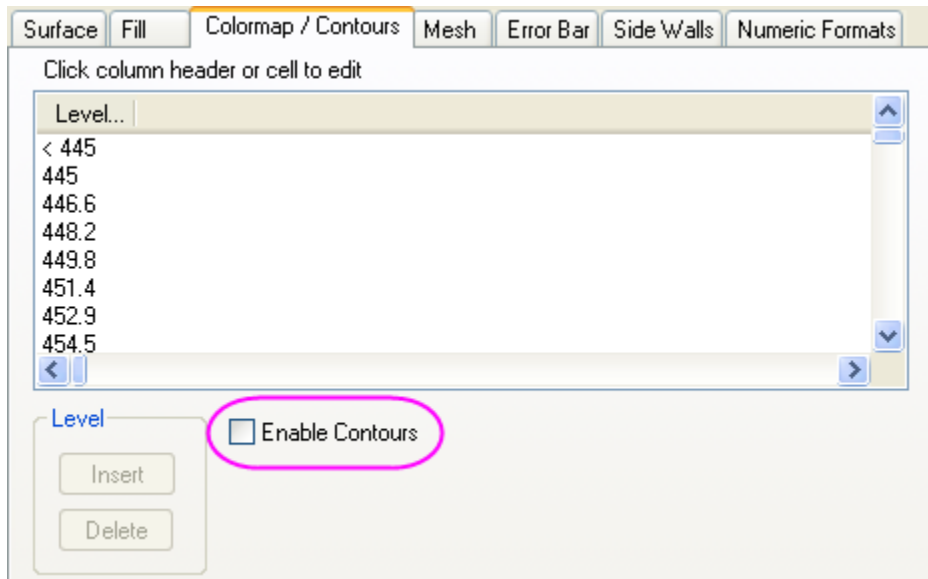 Surface Fill Colormap / Contours Mesh Error Bar Side Walls Numeric Formats
Click column header or cell to edit
Level...
< 445
445
446.6
448.2
449.8
451.4
452.9
454.5
Level
Enable Contours
Insert
Delete